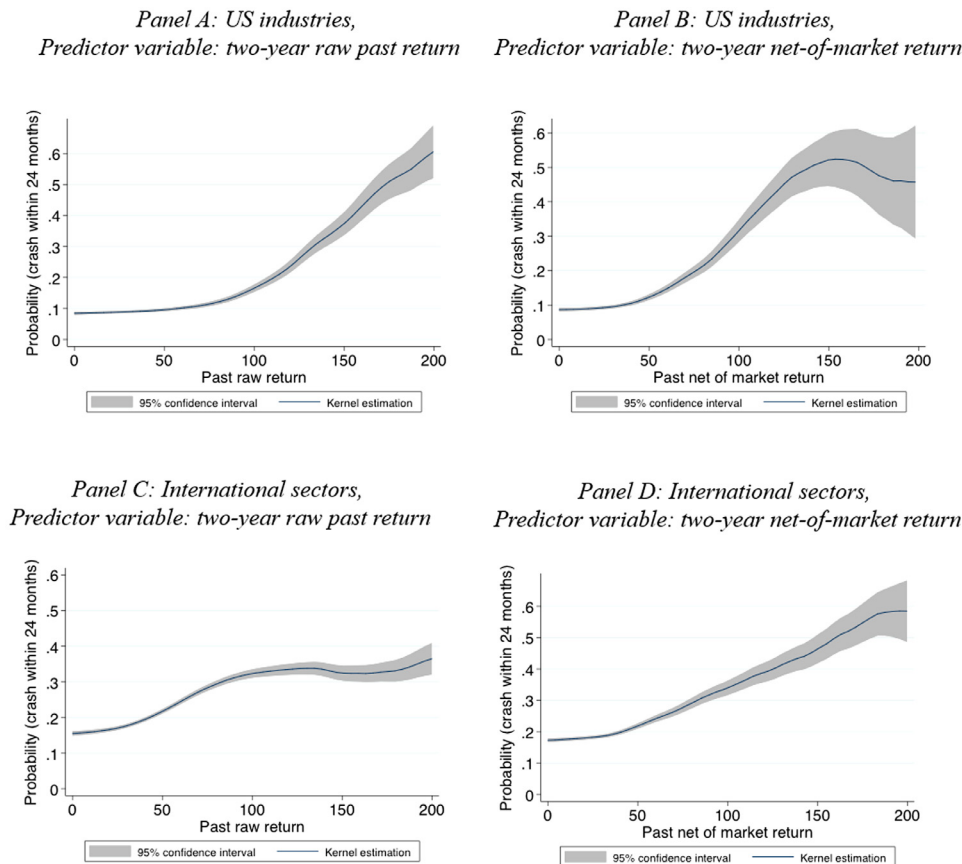 Panel A: US industries,
Predictor variable: two-year raw past return
Probability (crash within 24 months)
.6
.5
.4
.3
.2
.1
0
0 50 100 150 200
Past raw return
95% confidence interval Kernel estimation
Panel B: US industries,
Predictor variable: two-year net-of-market return
Probability (crash within 24 months)
.6
.5
.4
.3
.2
.1
0
0 50 100 150 200
Past net of market return
95% confidence interval Kernel estimation
Panel C: International sectors,
Predictor variable: two-year raw past return
Probability (crash within 24 months)
.6
.5
.4
.3
.2
.1
0
0 50 100 150 200
Past raw return
95% confidence interval Kernel estimation
Panel D: International sectors,
Predictor variable: two-year net-of-market return
Probability (crash within 24 months)
.6
.5
.4
.3
.2
.1
0
0 50 100 150 200
Past net of market return
95% confidence interval Kernel estimation